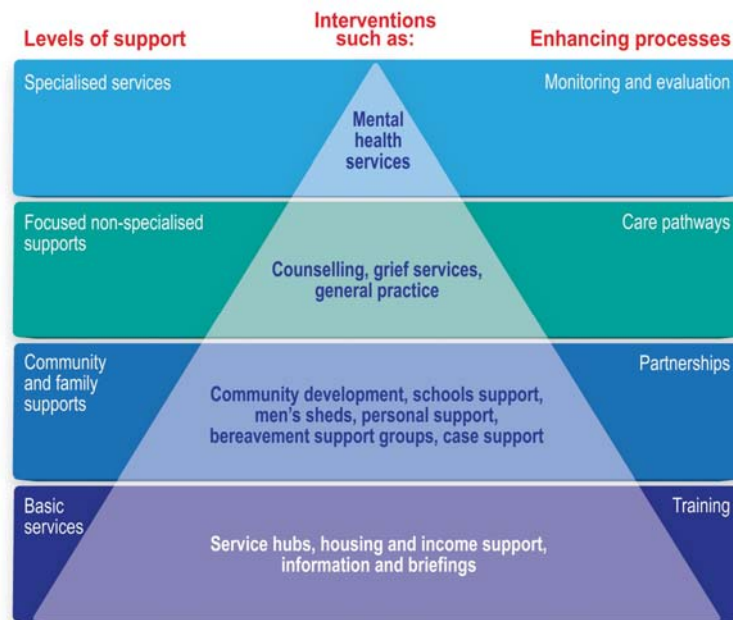 Levels of support
Interventions
such as:
Enhancing processes
Specialised services
Mental
health
services
Monitoring and evaluation
Focused non-specialised
supports
Counselling, grief services,
general practice
Care pathways
Community
and family
supports
Community development, schools support,
men's sheds, personal support,
bereavement support groups, case support
Partnerships
Basic
services
Service hubs, housing and income support,
information and briefings
Training